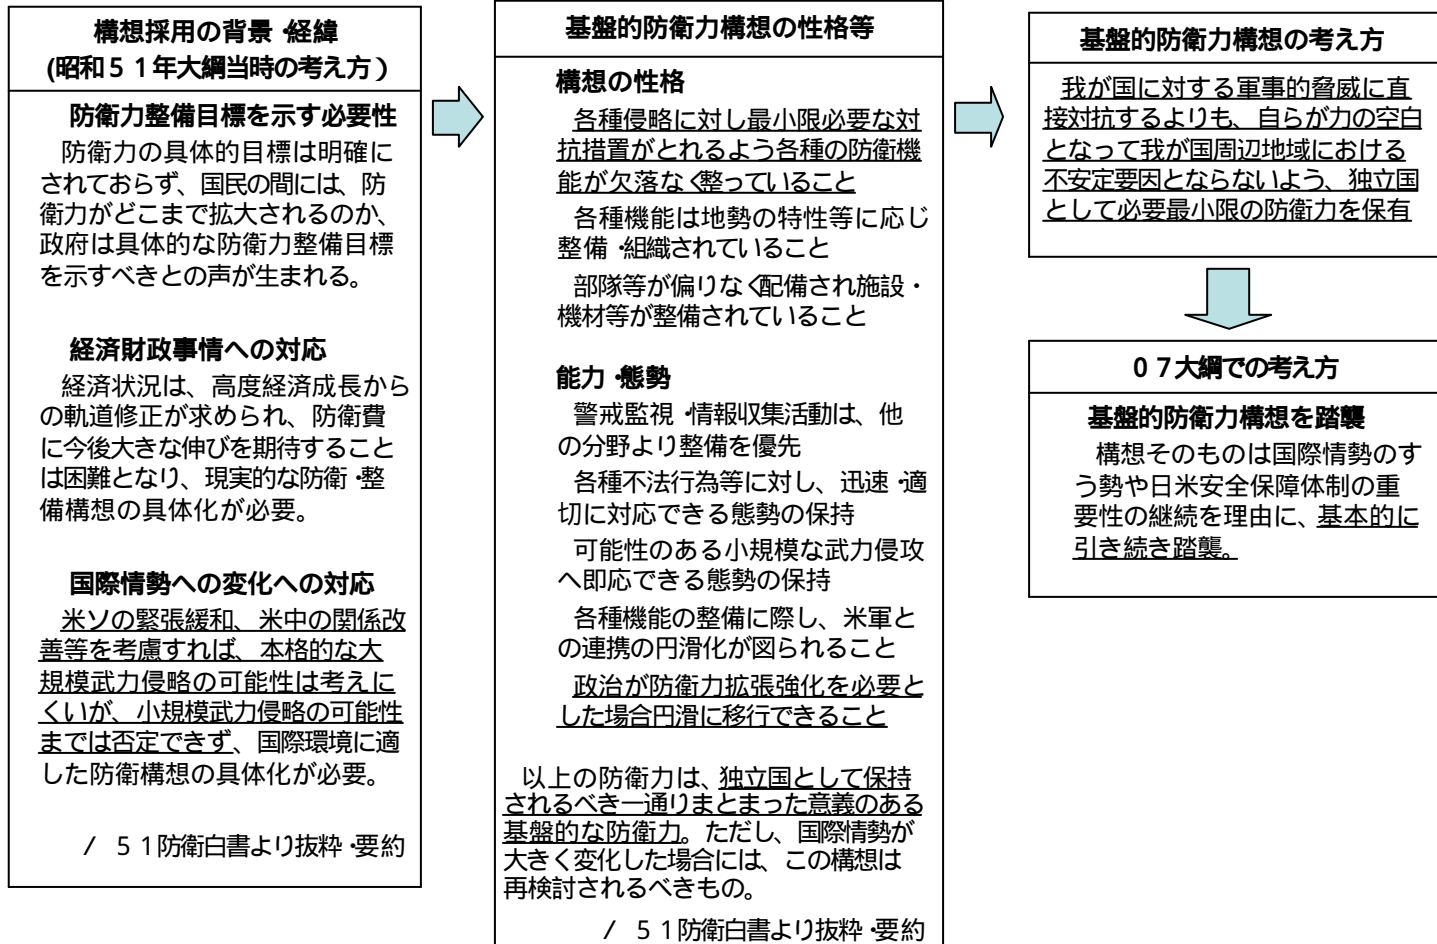 構想採用の背景・経緯
(昭和51年大綱当時の考え方)
防衛力整備目標を示す必要性
防衛力の具体的目標は明確に
されておらず、国民の間には、防
衛力がどこまで拡大されるのか、
政府は具体的な防衛力整備目標
を示すべきとの声が生まれる。
経済財政事情への対応
経済状況は、高度経済成長から
の軌道修正が求められ、防衛費
に今後大きな伸びを期待すること
は困難となり、現実的な防衛・整
備構想の具体化が必要。
国際情勢への変化への対応
米ソの緊張緩和、米中の関係改
善等を考慮すれば、本格的な大
規模武力侵略の可能性は考えに
くいが、小規模武力侵略の可能性
までは否定できず、国際環境に適
した防衛構想の具体化が必要。
/ 51防衛白書より抜粋・要約
基盤的防衛力構想の性格等
構想の性格
各種侵略に対し最小限必要な対
抗措置がとれるよう各種の防衛機
能が欠落なく整っていること
各種機能は地勢の特性等に応じ
整備・組織されていること
部隊等が偏りなく配備され施設・
機材等が整備されていること
能力・態勢
警戒監視・情報収集活動は、他
の分野より整備を優先
各種不法行為等に対し、迅速・適
切に対応できる態勢の保持
可能性のある小規模な武力侵攻
へ即応できる態勢の保持
各種機能の整備に際し、米軍と
の連携の円滑化が図られること
政治が防衛力拡張強化を必要と
した場合円滑に移行できること
以上の防衛力は、独立国として保持
されるべき一通りまとまった意義のある
基盤的な防衛力。ただし、国際情勢が
大きく変化した場合には、この構想は
再検討されるべきもの。
/ 51防衛白書より抜粋・要約
基盤的防衛力構想の考え方
我が国に対する軍事的脅威に直
接対抗するよりも、自らが力の空白
となって我が国周辺地域における
不安定要因とならないよう、独立国
として必要最小限の防衛力を保有
07大綱での考え方
基盤的防衛力構想を踏襲
構想そのものは国際情勢のす
う勢や日米安全保障体制の重
要性の継続を理由に、基本的に
引き続き踏襲。